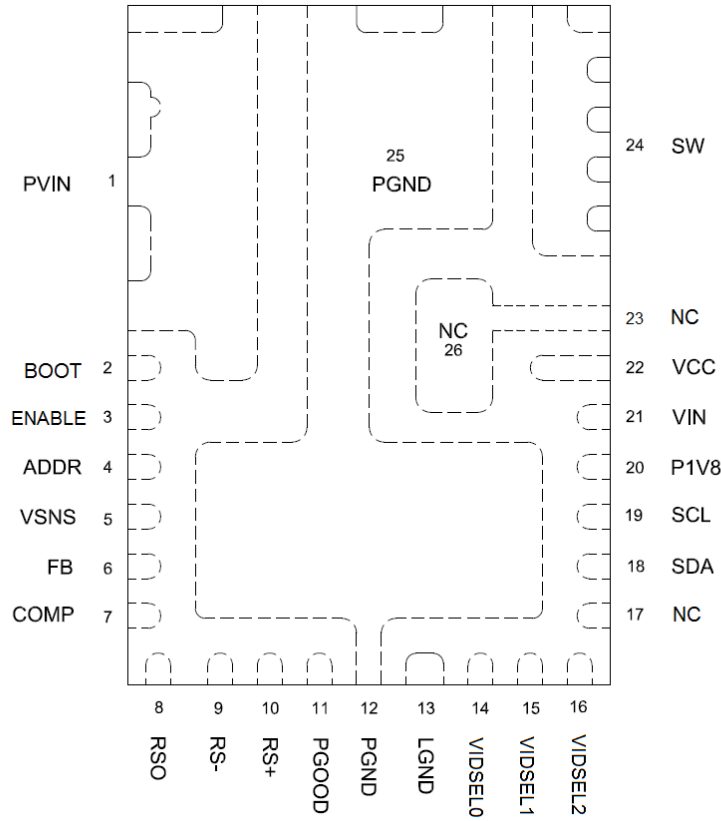 25
PGND
24 SW
PVIN 1
23 NC
NC
26
BOOT 2
22 VCC
ENABLE 3
21 VIN
ADDR 4
20 P1V8
VSNS 5
19 SCL
FB 6
18 SDA
COMP 7
17 NC
8 9 10 11 12 13 14 15 16
RSO
RS-
RS+
PGOOD
PGND
LGND
VIDSEL0
VIDSEL1
VIDSEL2